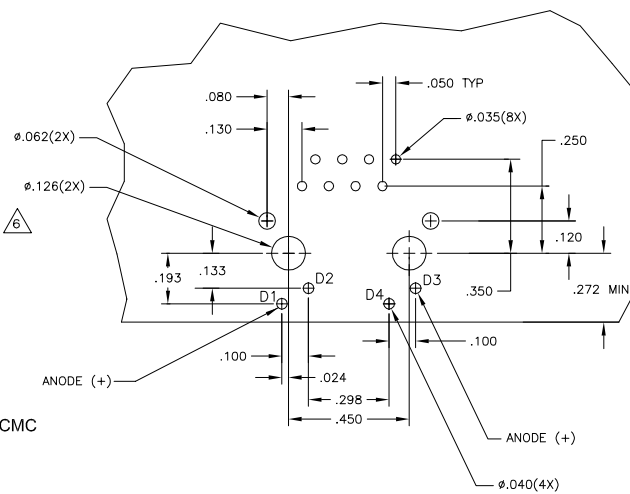 .080
.050 TYP
.130
ø.035(8X)
ø.062(2X)
.250
ø.126(2X)
6
.120
.133
.193
.350
.272 MIN
D2
D3
D1
D4
.100
.100
ANODE (+)
.024
.298
.450
CMC
ANODE (+)
ø.040(4X)